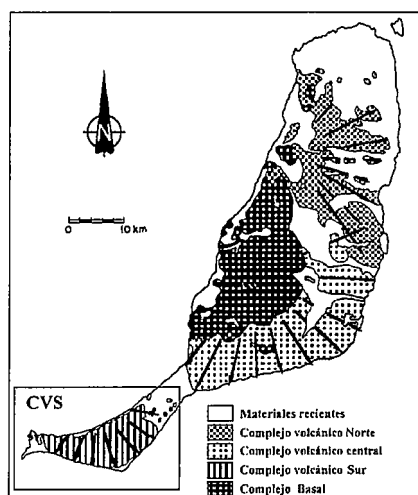 N
0 10 km
CVS
Materiales recientes
Complejo volcánico Norte
Complejo volcánico central
Complejo volcánico Sur
Complejo Basal